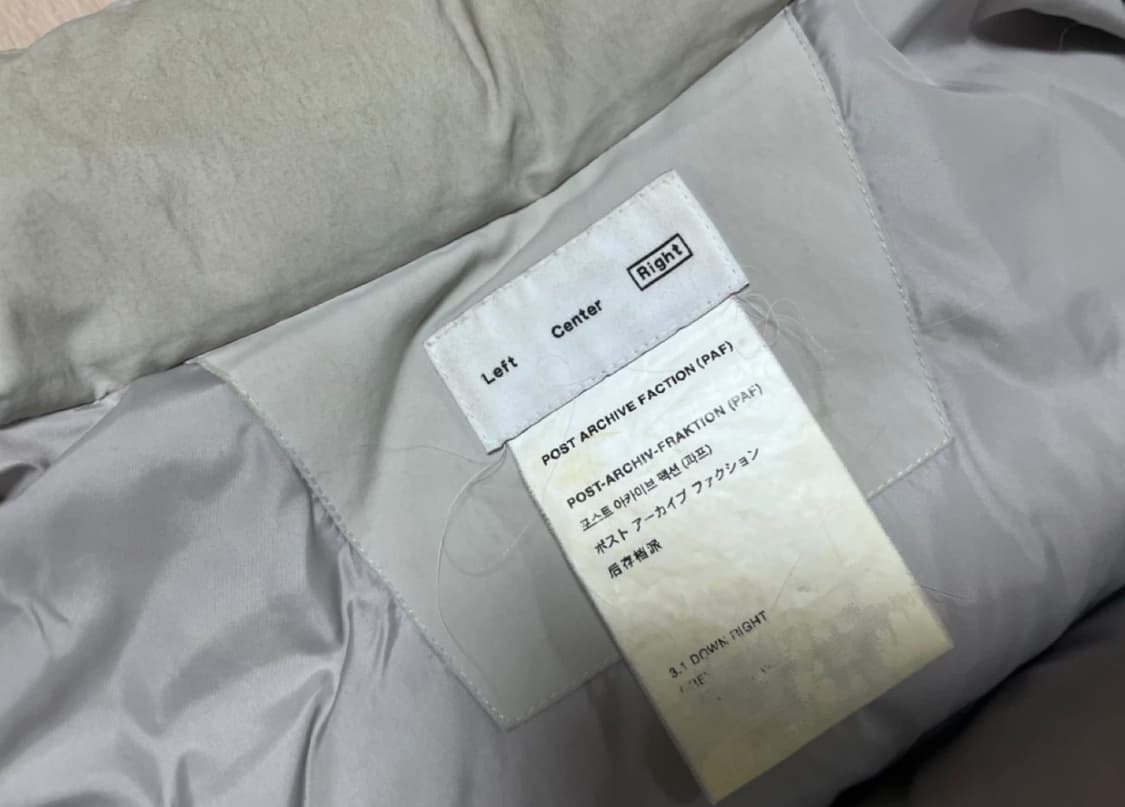 Left Center Right
POST ARCHIVE FACTION (PAF)
POST-ARCHIV-FRAKTION (PAF)
포스트 아카이브 팩션 (파프)
ポスト アーカイブ ファクション
后存档派
3.1 DOWN RIGHT